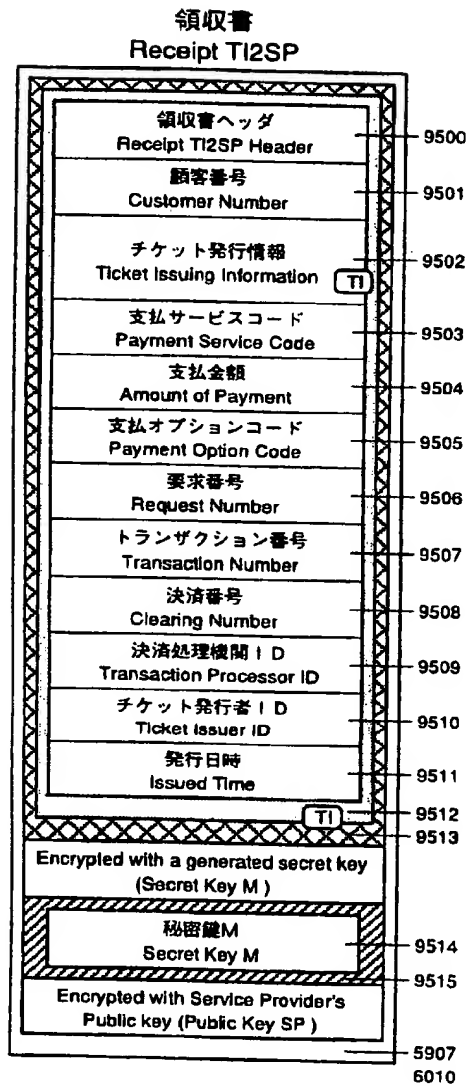 領収書
Receipt TI2SP
領収書ヘッダ
Receipt TI2SP Header
9500
顧客番号
Customer Number
9501
チケット発行情報
Ticket Issuing Information
TI
9502
支払サービスコード
Payment Service Code
9503
支払金額
Amount of Payment
9504
支払オプションコード
Payment Option Code
9505
要求番号
Request Number
9506
トランザクション番号
Transaction Number
9507
決済番号
Clearing Number
9508
決済処理機関ID
Transaction Processor ID
9509
チケット発行者ID
Ticket Issuer ID
9510
発行日時
Issued Time
9511
TI
9512
9513
Encrypted with a generated secret key
(Secret Key M )
秘密鍵M
Secret Key M
9514
9515
Encrypted with Service Provider's
Public key (Public Key SP )
5907
6010